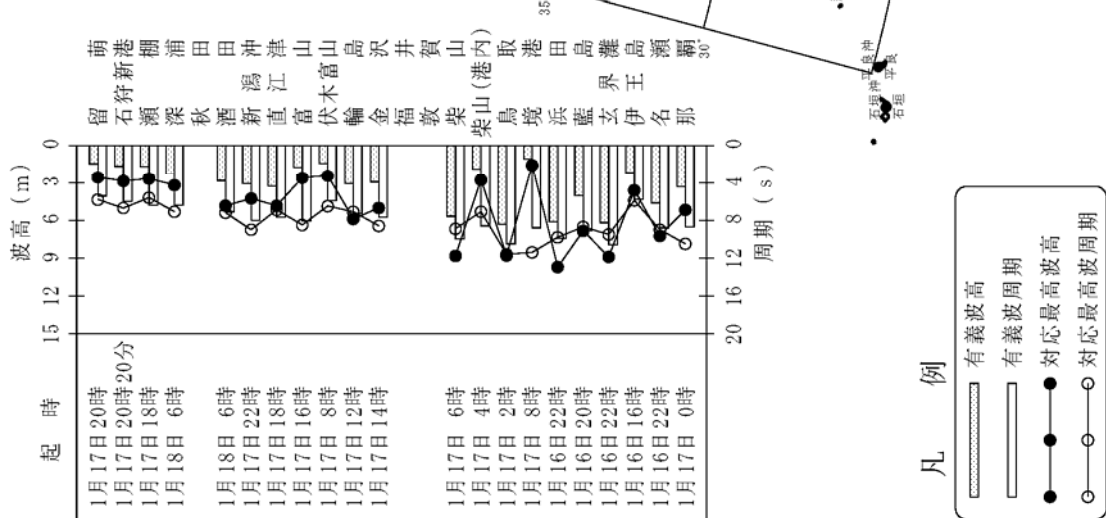 留萌
石狩新港
瀬棚
深浦
秋田
酒田
新潟沖
直江津
富山
伏木富山
輪島
金沢
福井
敦賀
柴山
柴山(港内)
鳥取
境港
浜田
藍島
玄界灘
伊王島
名瀬
那覇
波高 (m)
0
3
6
9
12
15
周期 (s)
0
4
8
12
16
20
起時
1月 17日 20時
1月 17日 20時 20分
1月 17日 18時
1月 18日 6時
1月 18日 6時
1月 17日 22時
1月 17日 18時
1月 17日 16時
1月 17日 8時
1月 17日 12時
1月 17日 14時
1月 17日 6時
1月 17日 4時
1月 17日 2時
1月 17日 8時
1月 16日 22時
1月 16日 20時
1月 16日 22時
1月 16日 16時
1月 16日 22時
1月 17日 0時
35
30°
平良沖
平良
石垣沖
石垣
凡例
有義波高
有義波周期
対応最高波高
対応最高波周期